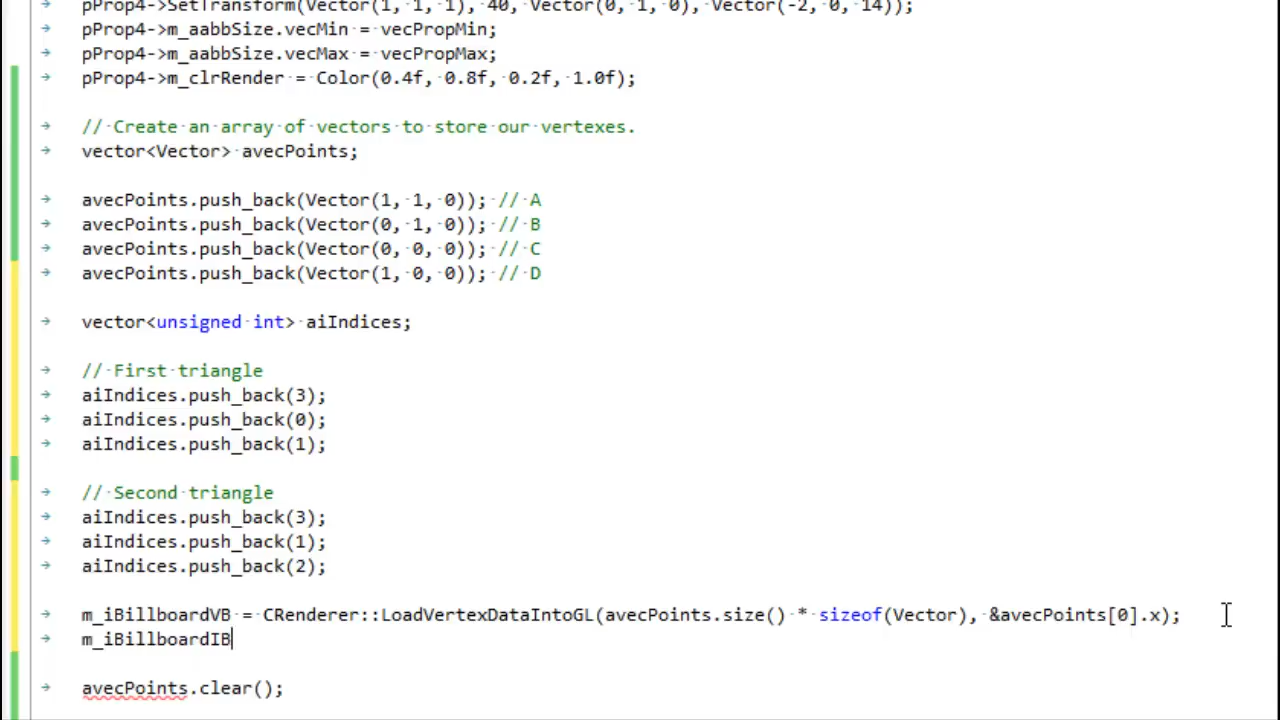 pProp4->SetTransform(Vector(1, 1, 1), 40, Vector(0, 1, 0), Vector(-2, 0, 14));
pProp4->m_aabbSize.vecMin = vecPropMin;
pProp4->m_aabbSize.vecMax = vecPropMax;
pProp4->m_clrRender = Color(0.4f, 0.8f, 0.2f, 1.0f);
// Create an array of vectors to store our vertexes.
vector<Vector> avecPoints;
avecPoints.push_back(Vector(1, 1, 0)); // A
avecPoints.push_back(Vector(0, 1, 0)); // B
avecPoints.push_back(Vector(0, 0, 0)); // C
avecPoints.push_back(Vector(1, 0, 0)); // D
vector<unsigned int> aiIndices;
// First triangle
aiIndices.push_back(3);
aiIndices.push_back(0);
aiIndices.push_back(1);
// Second triangle
aiIndices.push_back(3);
aiIndices.push_back(1);
aiIndices.push_back(2);
m_iBillboardVB = CRenderer::LoadVertexDataIntoGL(avecPoints.size() * sizeof(Vector), &avecPoints[0].x);
m_iBillboardIB
avecPoints.clear();